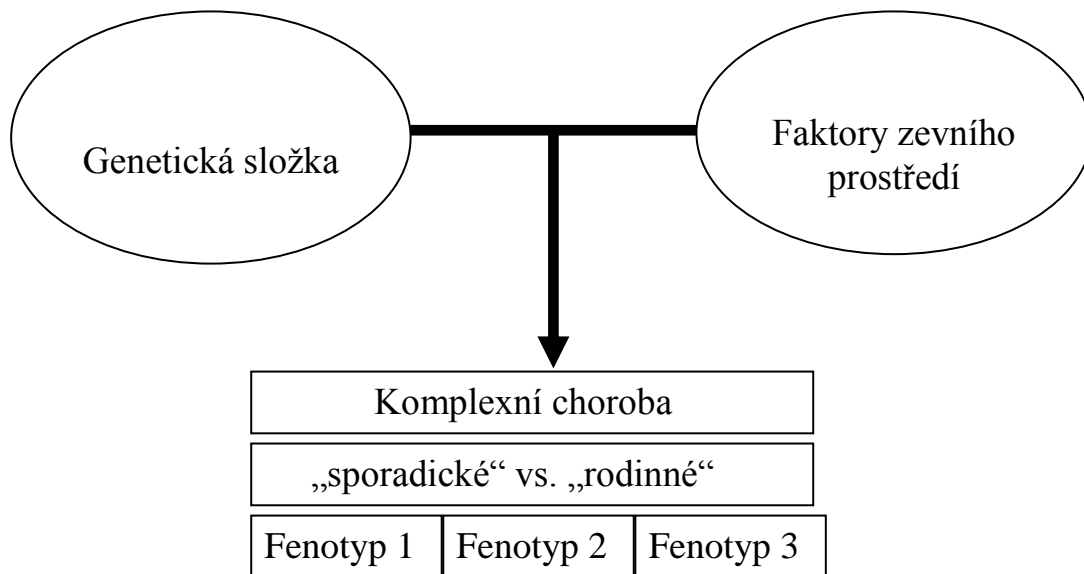 Genetická složka
Faktory zevního
prostředí
Komplexní choroba
„sporadické“ vs. „rodinné“
Fenotyp 1
Fenotyp 2
Fenotyp 3